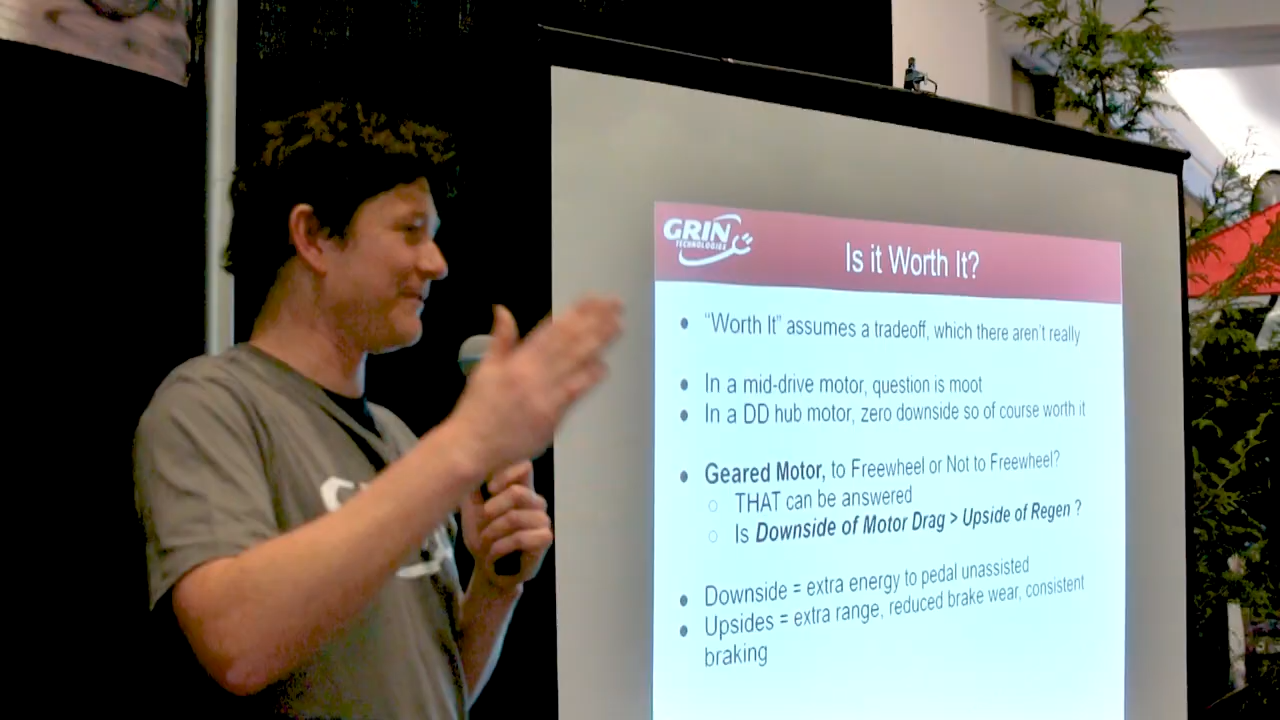 GRIN
TECHNOLOGIES
Is it Worth It?
• “Worth It” assumes a tradeoff, which there aren't really
• In a mid-drive motor, question is moot
• In a DD hub motor, zero downside so of course worth it
• Geared Motor, to Freewheel or Not to Freewheel?
○ THAT can be answered
○ Is Downside of Motor Drag > Upside of Regen ?
• Downside = extra energy to pedal unassisted
• Upsides = extra range, reduced brake wear, consistent
braking